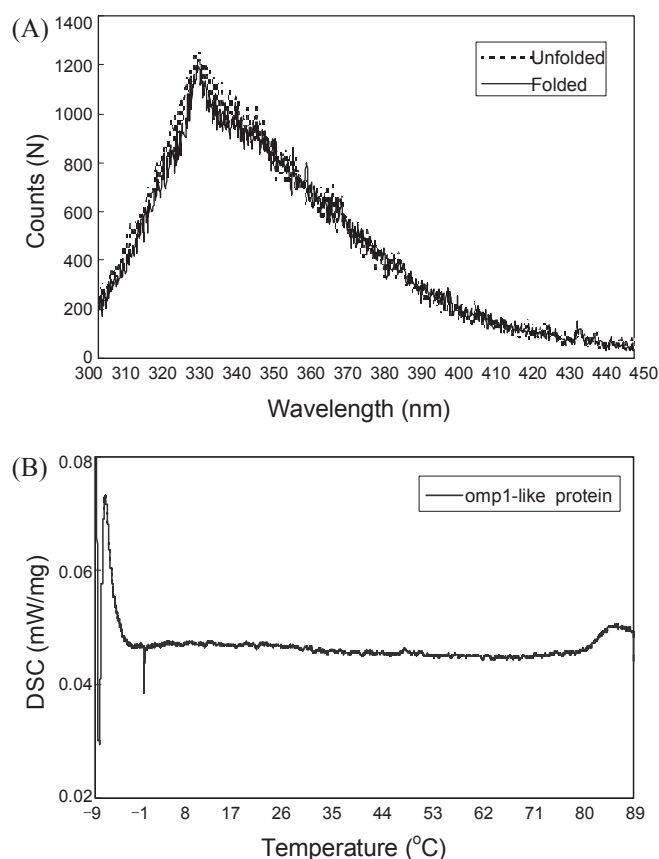 (A)
1400
1200
1000
800
600
400
200
0
Counts (N)
Unfolded
Folded
300 310 320 330 340 350 360 370 380 390 400 410 420 430 440 450
Wavelength (nm)
(B)
0.08
0.06
0.04
0.02
DSC (mW/mg)
omp1-like protein
−9 −1 8 17 26 35 44 53 62 71 80 89
Temperature (°C)